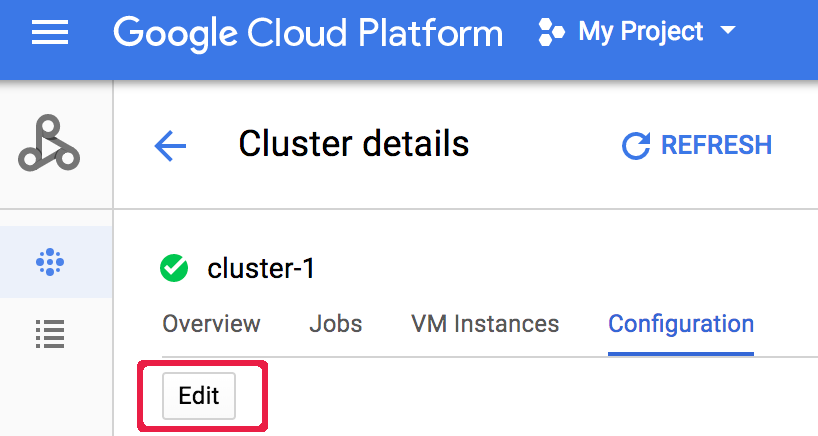 Google Cloud Platform My Project
Cluster details REFRESH
cluster-1
Overview Jobs VM Instances Configuration
Edit